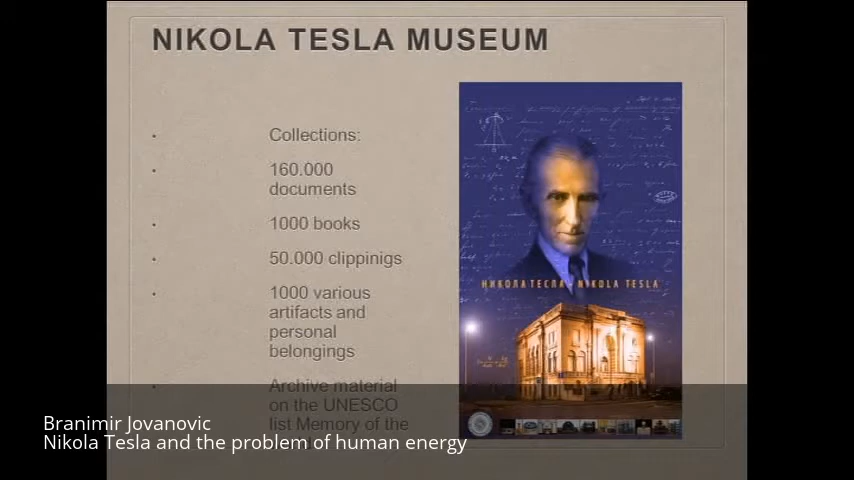 NIKOLA TESLA MUSEUM
Collections:
160.000
documents
1000 books
50.000 clippinigs
1000 various
artifacts and
personal
belongings
Archive material
on the UNESCO
list Memory of the
НИКОЛА ТЕСЛА - NIKOLA TESLA
Branimir Jovanovic
Nikola Tesla and the problem of human energy